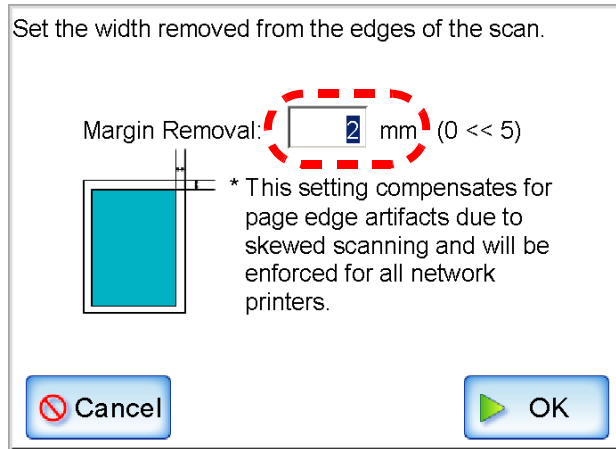 Set the width removed from the edges of the scan.
Margin Removal: 2 mm (0 << 5)
* This setting compensates for
page edge artifacts due to
skewed scanning and will be
enforced for all network
printers.
Cancel OK